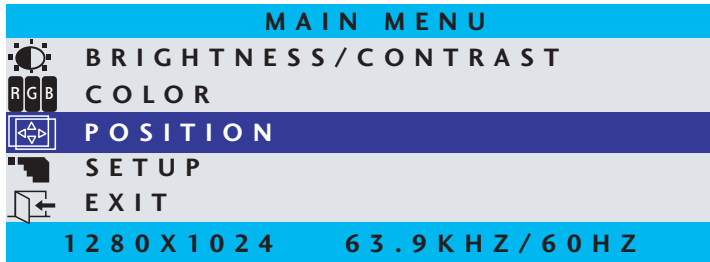 MAIN MENU
BRIGHTNESS/CONTRAST
RGB COLOR
POSITION
SETUP
EXIT
1280X1024 63.9KHZ/60HZ